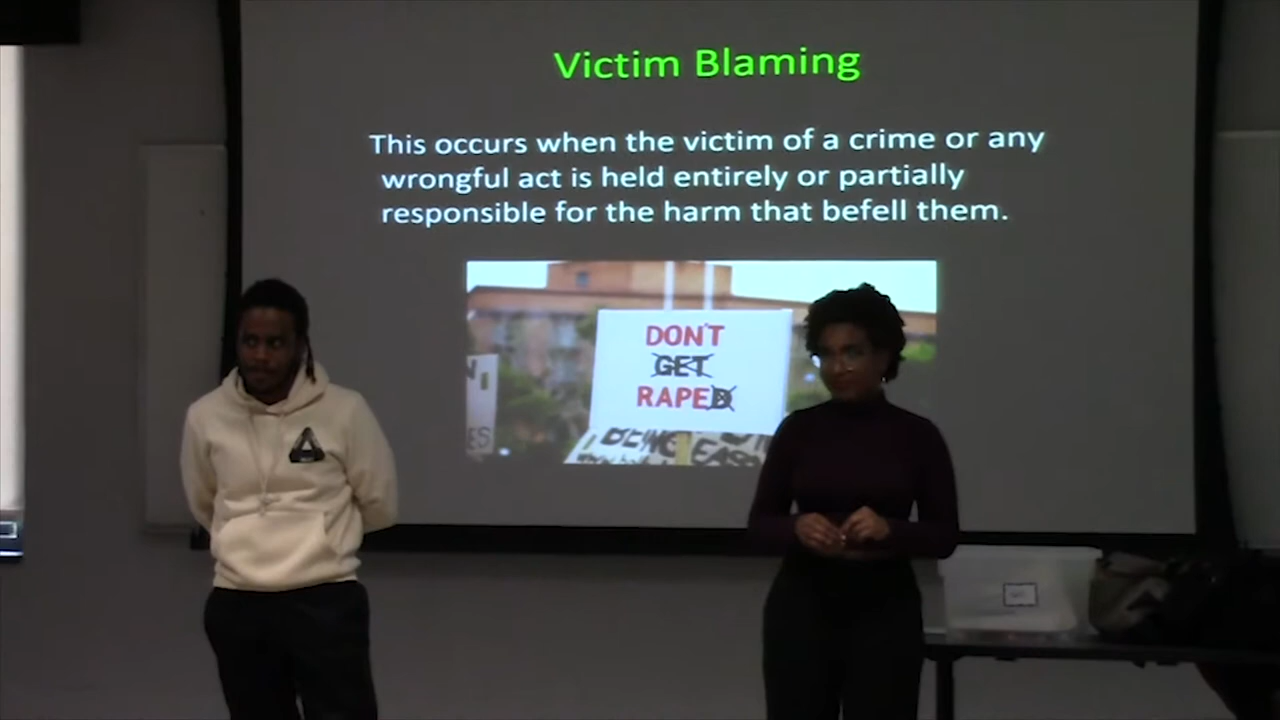 Victim Blaming
This occurs when the victim of a crime or any
wrongful act is held entirely or partially
responsible for the harm that befell them.
DON'T
GET
RAPED
BEING